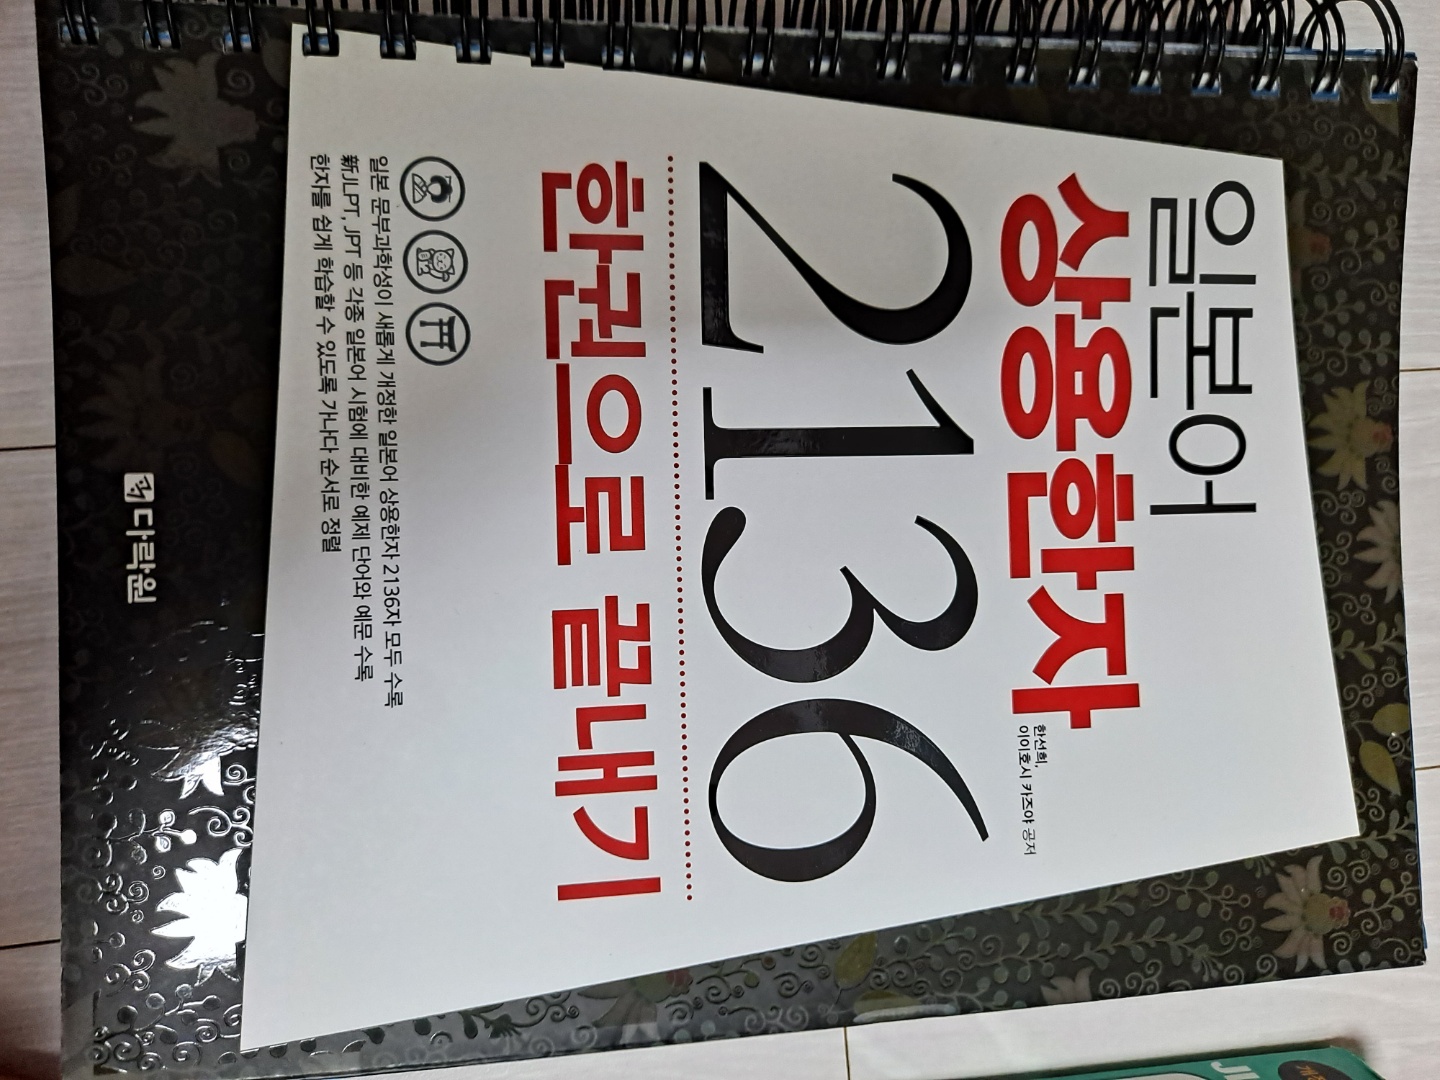 일본어
상용한자
한선희,
이이호시 카즈야 공저
2136
한권으로 끝내기
일본 문부과학성이 새롭게 개정한 일본어 상용한자 2136자 모두 수록
新JLPT, JPT 등 각종 일본어 시험에 대비한 예제 단어와 예문 수록
한자를 쉽게 학습할 수 있도록 가나다 순서로 정렬
다락원